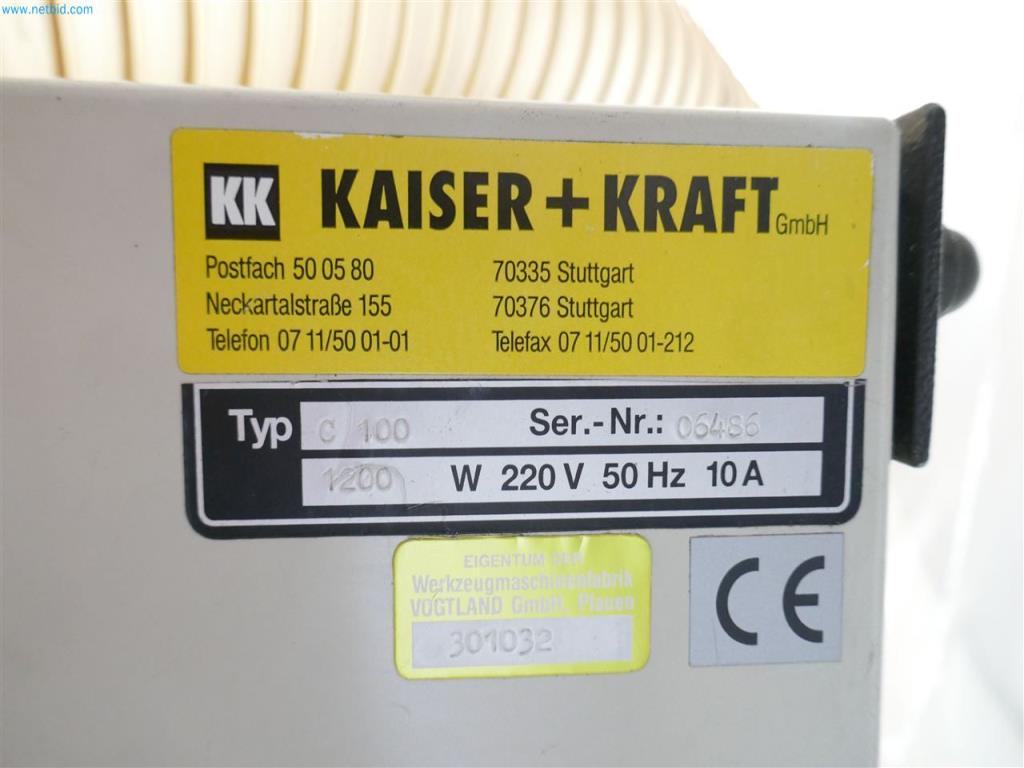 www.netbid.com
KK KAISER+KRAFT GmbH
Postfach 50 05 80 70335 Stuttgart
Neckartalstraße 155 70376 Stuttgart
Telefon 07 11/50 01-01 Telefax 07 11/50 01-212
Typ C 100 Ser.-Nr.: 06486
1200 W 220 V 50 Hz 10 A
EIGENTUM DER
Werkzeugmaschinenfabrik
VOGTLAND GmbH, Plauen
301032
CE